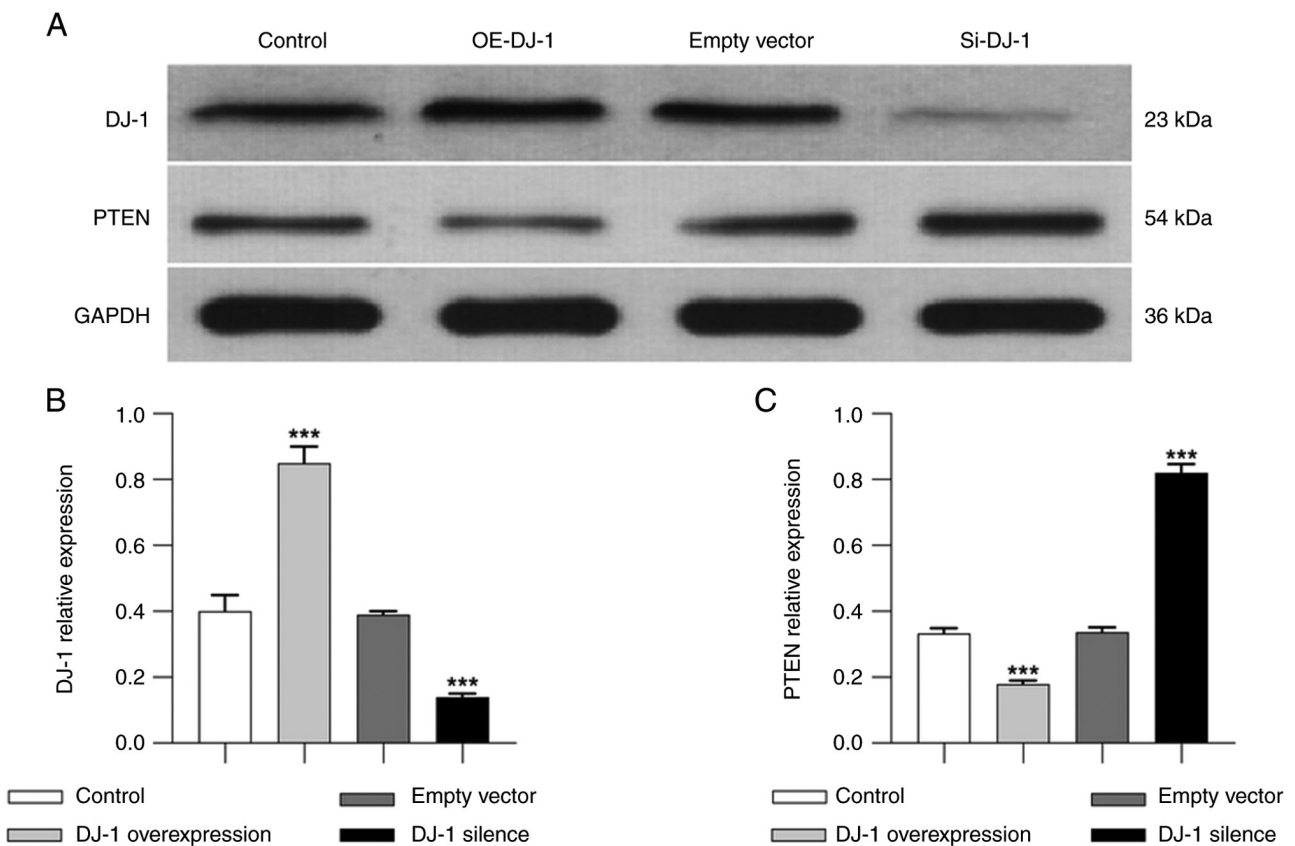 A
Control OE-DJ-1 Empty vector Si-DJ-1
DJ-1 23 kDa
PTEN 54 kDa
GAPDH 36 kDa
B
DJ-1 relative expression
1.0
0.8
0.6
0.4
0.2
0.0
***
***
Control Empty vector
DJ-1 overexpression DJ-1 silence
C
PTEN relative expression
1.0
0.8
0.6
0.4
0.2
0.0
***
***
Control Empty vector
DJ-1 overexpression DJ-1 silence